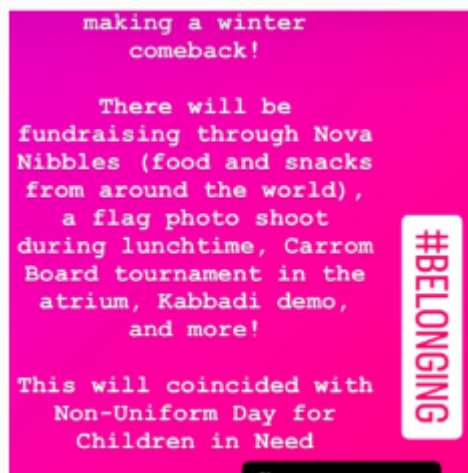 making a winter
comeback!
There will be
fundraising through Nova
Nibbles (food and snacks
from around the world),
a flag photo shoot
during lunchtime, Carrom
Board tournament in the
atrium, Kabbadi demo,
and more!
This will coincided with
Non-Uniform Day for
Children in Need
#BELONGING